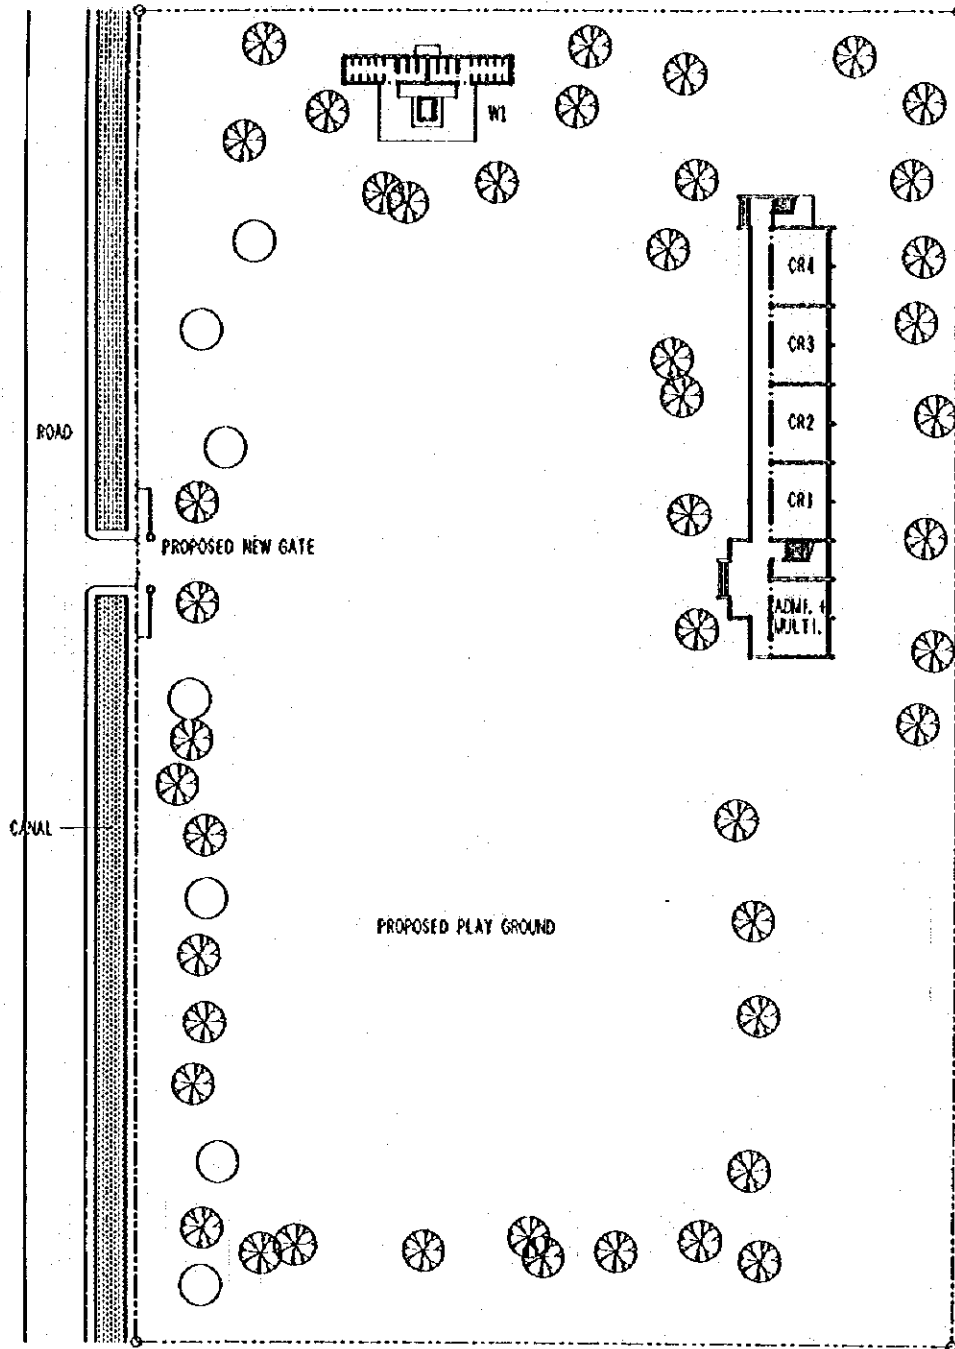 W1
CR4
CR3
CR2
ROAD
CR1
PROPOSED NEW GATE
ADMI. +
MULTI.
CANAL
PROPOSED PLAY GROUND